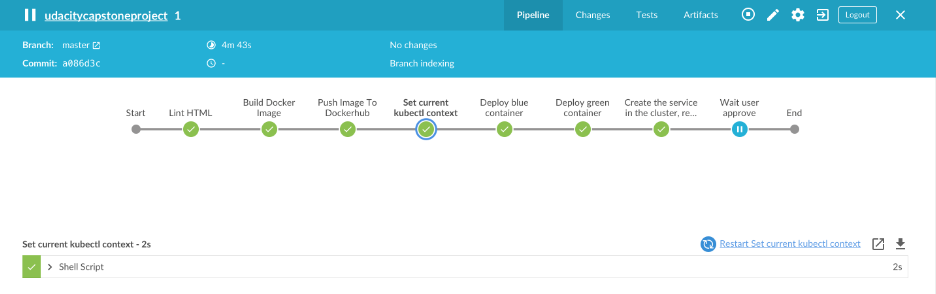 udacitycapstoneproject 1
Pipeline Changes Tests Artifacts Logout
Branch: master 4m 43s No changes
Commit: a086d3c - Branch indexing
Start
Lint HTML
Build Docker
Image
Push Image To
Dockerhub
Set current
kubectl context
Deploy blue
container
Deploy green
container
Create the service
in the cluster, re...
Wait user
approve
End
Set current kubectl context - 2s
Restart Set current kubectl context
Shell Script 2s